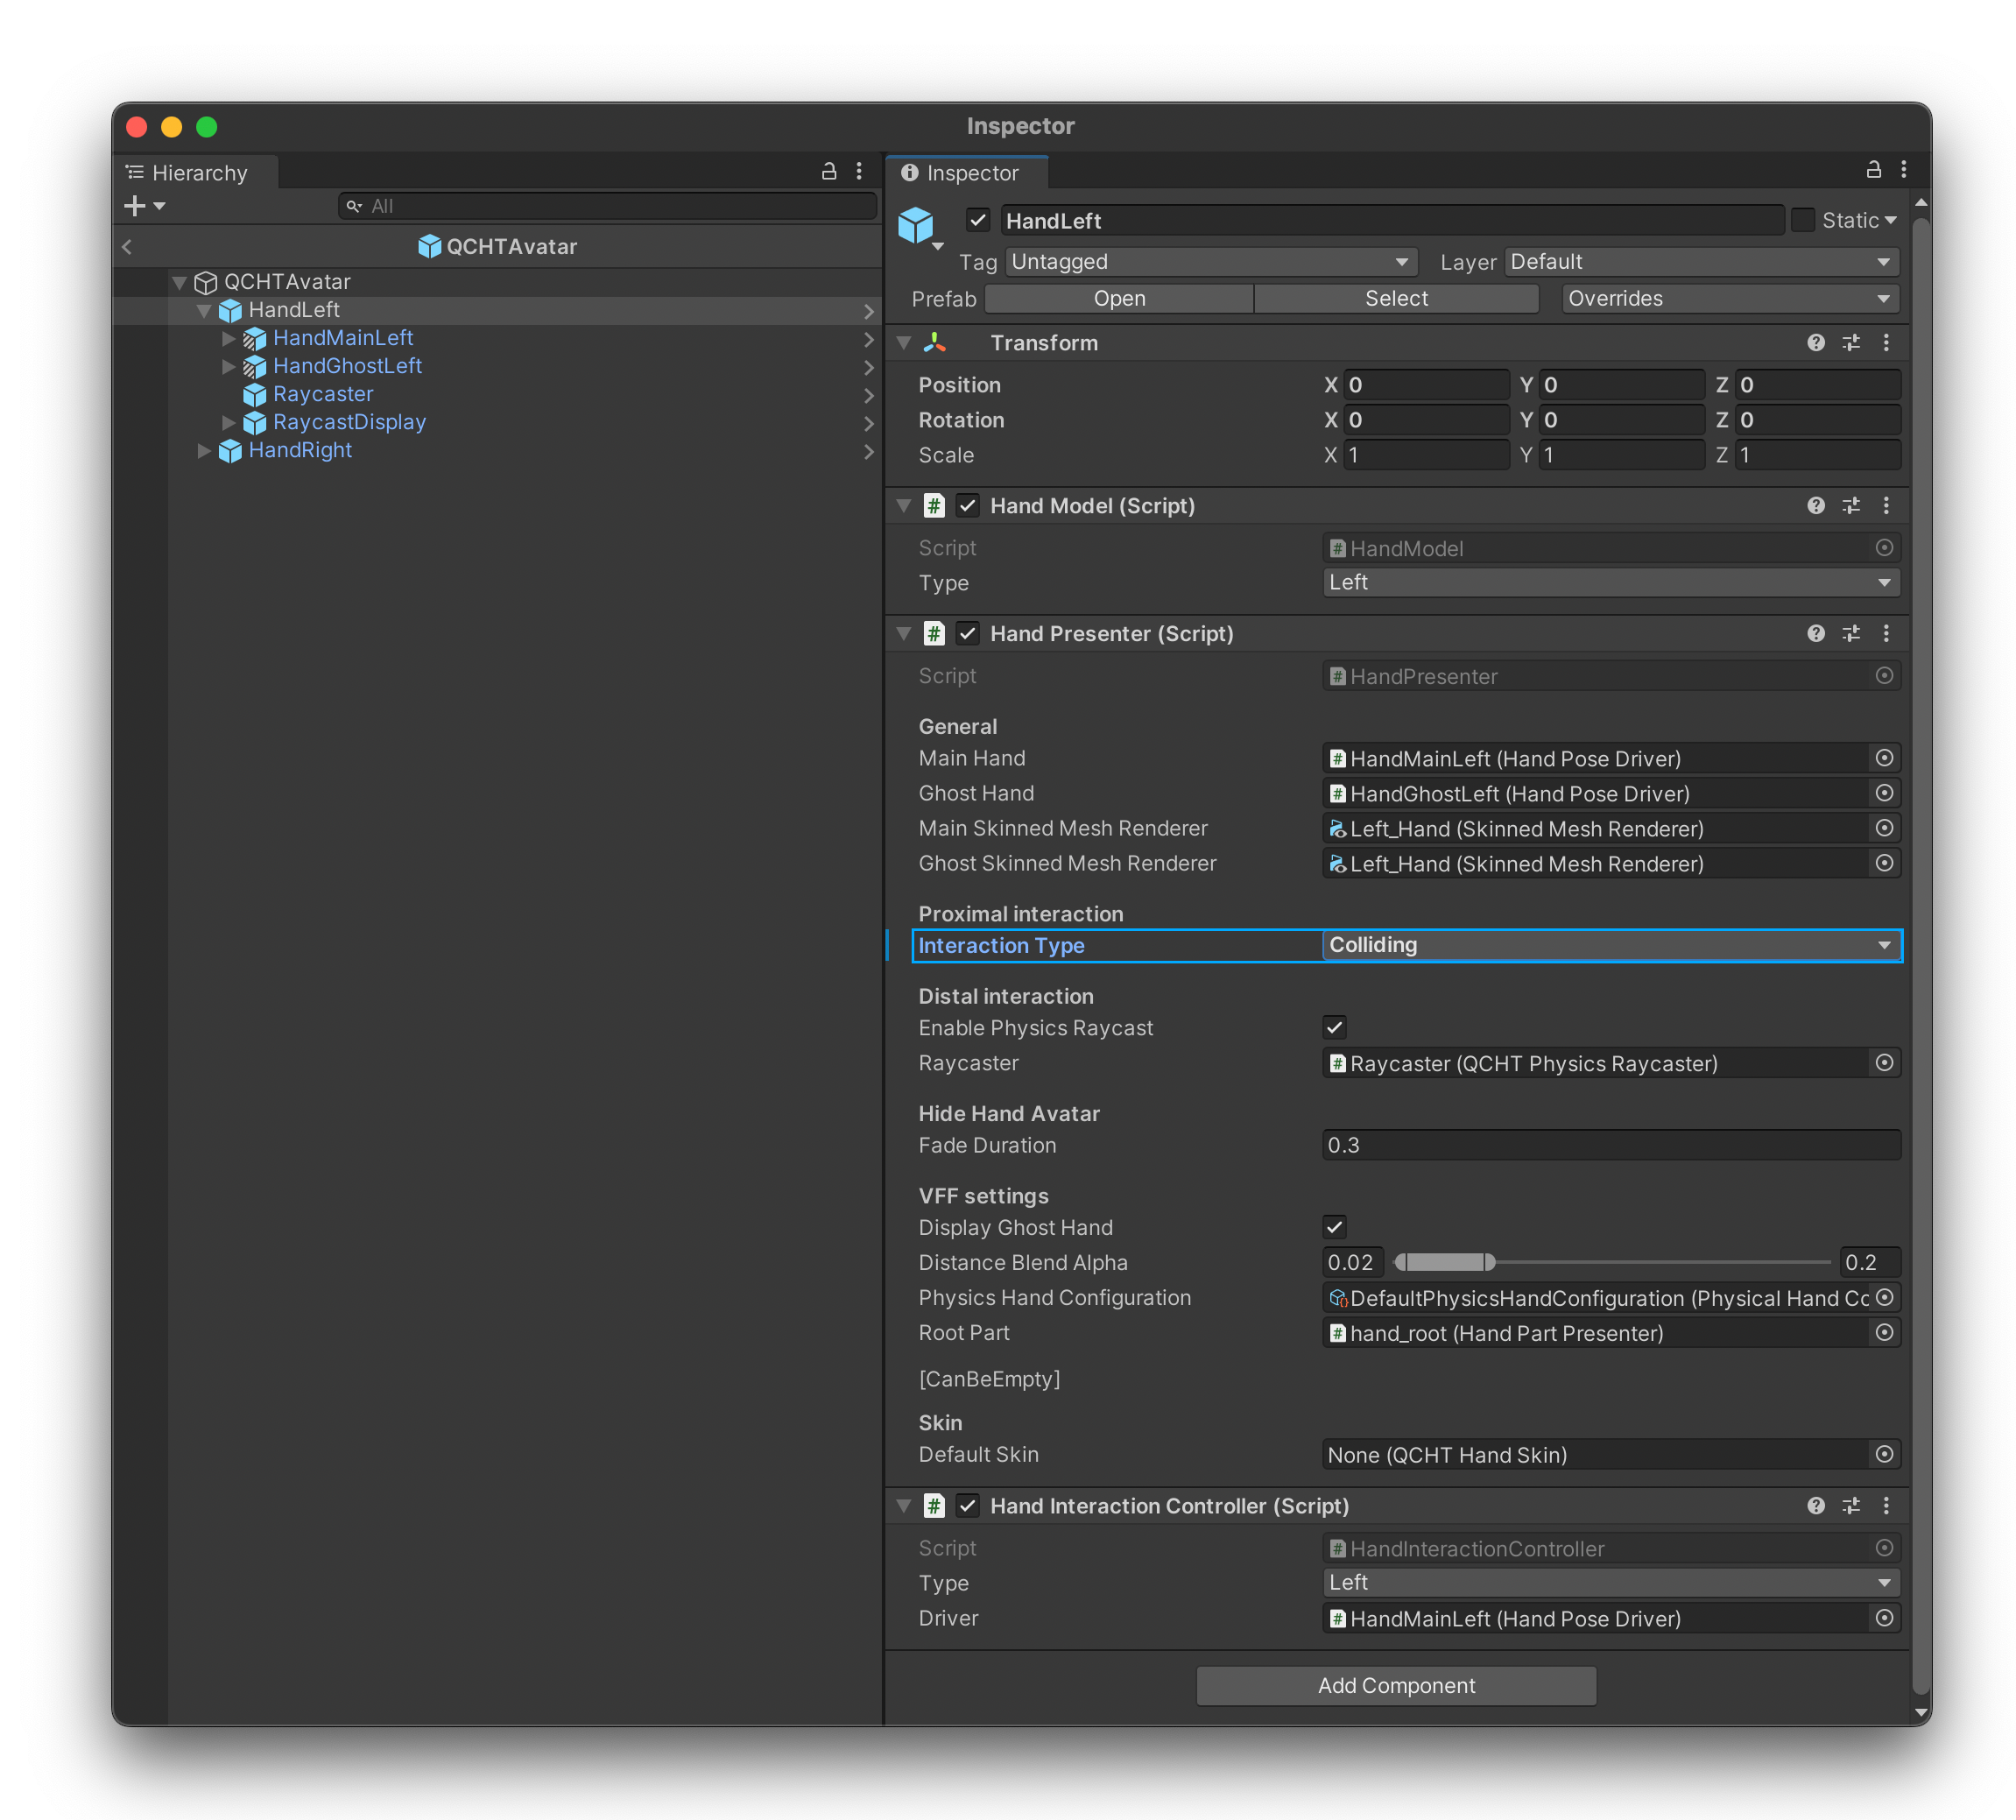 Inspector
Hierarchy
All
QCHTAvatar
QCHTAvatar
HandLeft
HandMainLeft
HandGhostLeft
Raycaster
RaycastDisplay
HandRight
Inspector
HandLeft Static
Tag Untagged Layer Default
Prefab Open Select Overrides
Transform
Position X 0 Y 0 Z 0
Rotation X 0 Y 0 Z 0
Scale X 1 Y 1 Z 1
# Hand Model (Script)
Script # HandModel
Type Left
# Hand Presenter (Script)
Script # HandPresenter
General
Main Hand # HandMainLeft (Hand Pose Driver)
Ghost Hand # HandGhostLeft (Hand Pose Driver)
Main Skinned Mesh Renderer Left_Hand (Skinned Mesh Renderer)
Ghost Skinned Mesh Renderer Left_Hand (Skinned Mesh Renderer)
Proximal interaction
Interaction Type Colliding
Distal interaction
Enable Physics Raycast
Raycaster # Raycaster (QCHT Physics Raycaster)
Hide Hand Avatar
Fade Duration 0.3
VFF settings
Display Ghost Hand
Distance Blend Alpha 0.02 0.2
Physics Hand Configuration DefaultPhysicsHandConfiguration (Physical Hand Co
Root Part # hand_root (Hand Part Presenter)
[CanBeEmpty]
Skin
Default Skin None (QCHT Hand Skin)
# Hand Interaction Controller (Script)
Script # HandInteractionController
Type Left
Driver # HandMainLeft (Hand Pose Driver)
Add Component